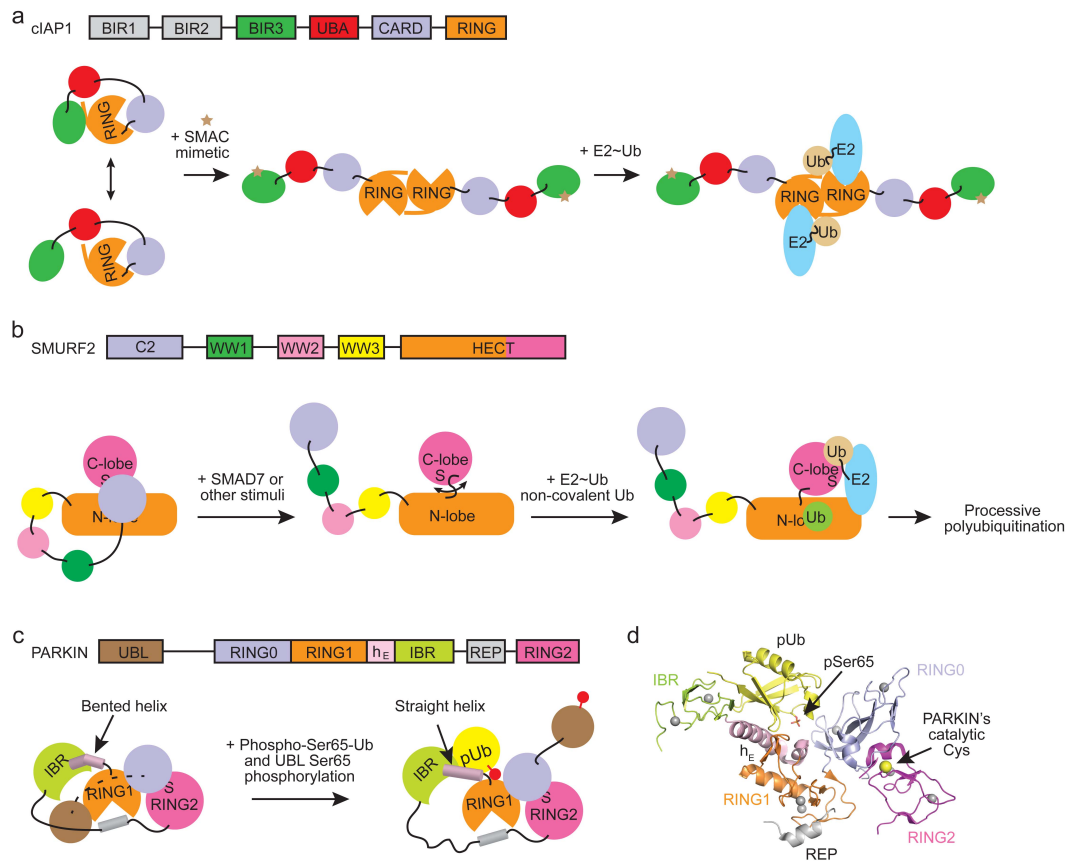 a
cIAP1 BIR1 BIR2 BIR3 UBA CARD RING
RING
RING
+ SMAC
mimetic
RING RING
+ E2~Ub
Ub E2
RING RING
E2 Ub
b
SMURF2 C2 WW1 WW2 WW3 HECT
C-lobe
S
N-lobe
+ SMAD7 or
other stimuli
C-lobe
S
N-lobe
+ E2~Ub
non-covalent Ub
Ub
C-lobe
S E2
N-lobe Ub
Processive
polyubiquitination
c
PARKIN UBL RING0 RING1 hE IBR REP RING2
Bented helix
IBR
RING1
S
RING2
+ Phospho-Ser65-Ub
and UBL Ser65
phosphorylation
Straight helix
IBR
pUb
RING1
S
RING2
d
pUb
pSer65
IBR
RING0
PARKIN's
catalytic
Cys
hE
RING1
RING2
REP